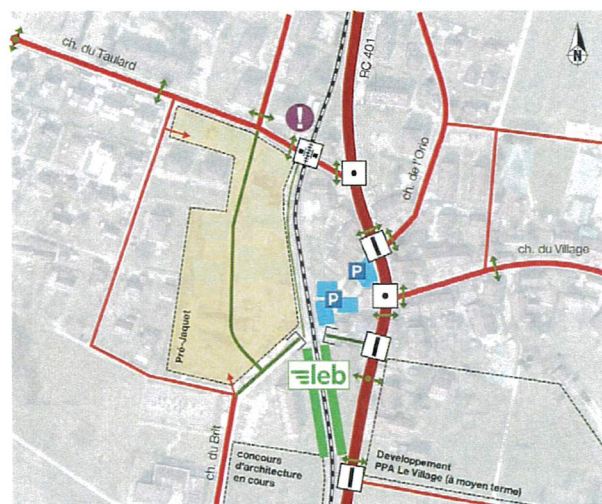 ch. du Taulard
RC 401
N
!
ch. de l'Orio
ch. du Village
P
P
Pré-Jaquet
leb
ch. du Brit
concours
d'architecture
en cours
Developpement
PPA Le Village (à moyen terme)